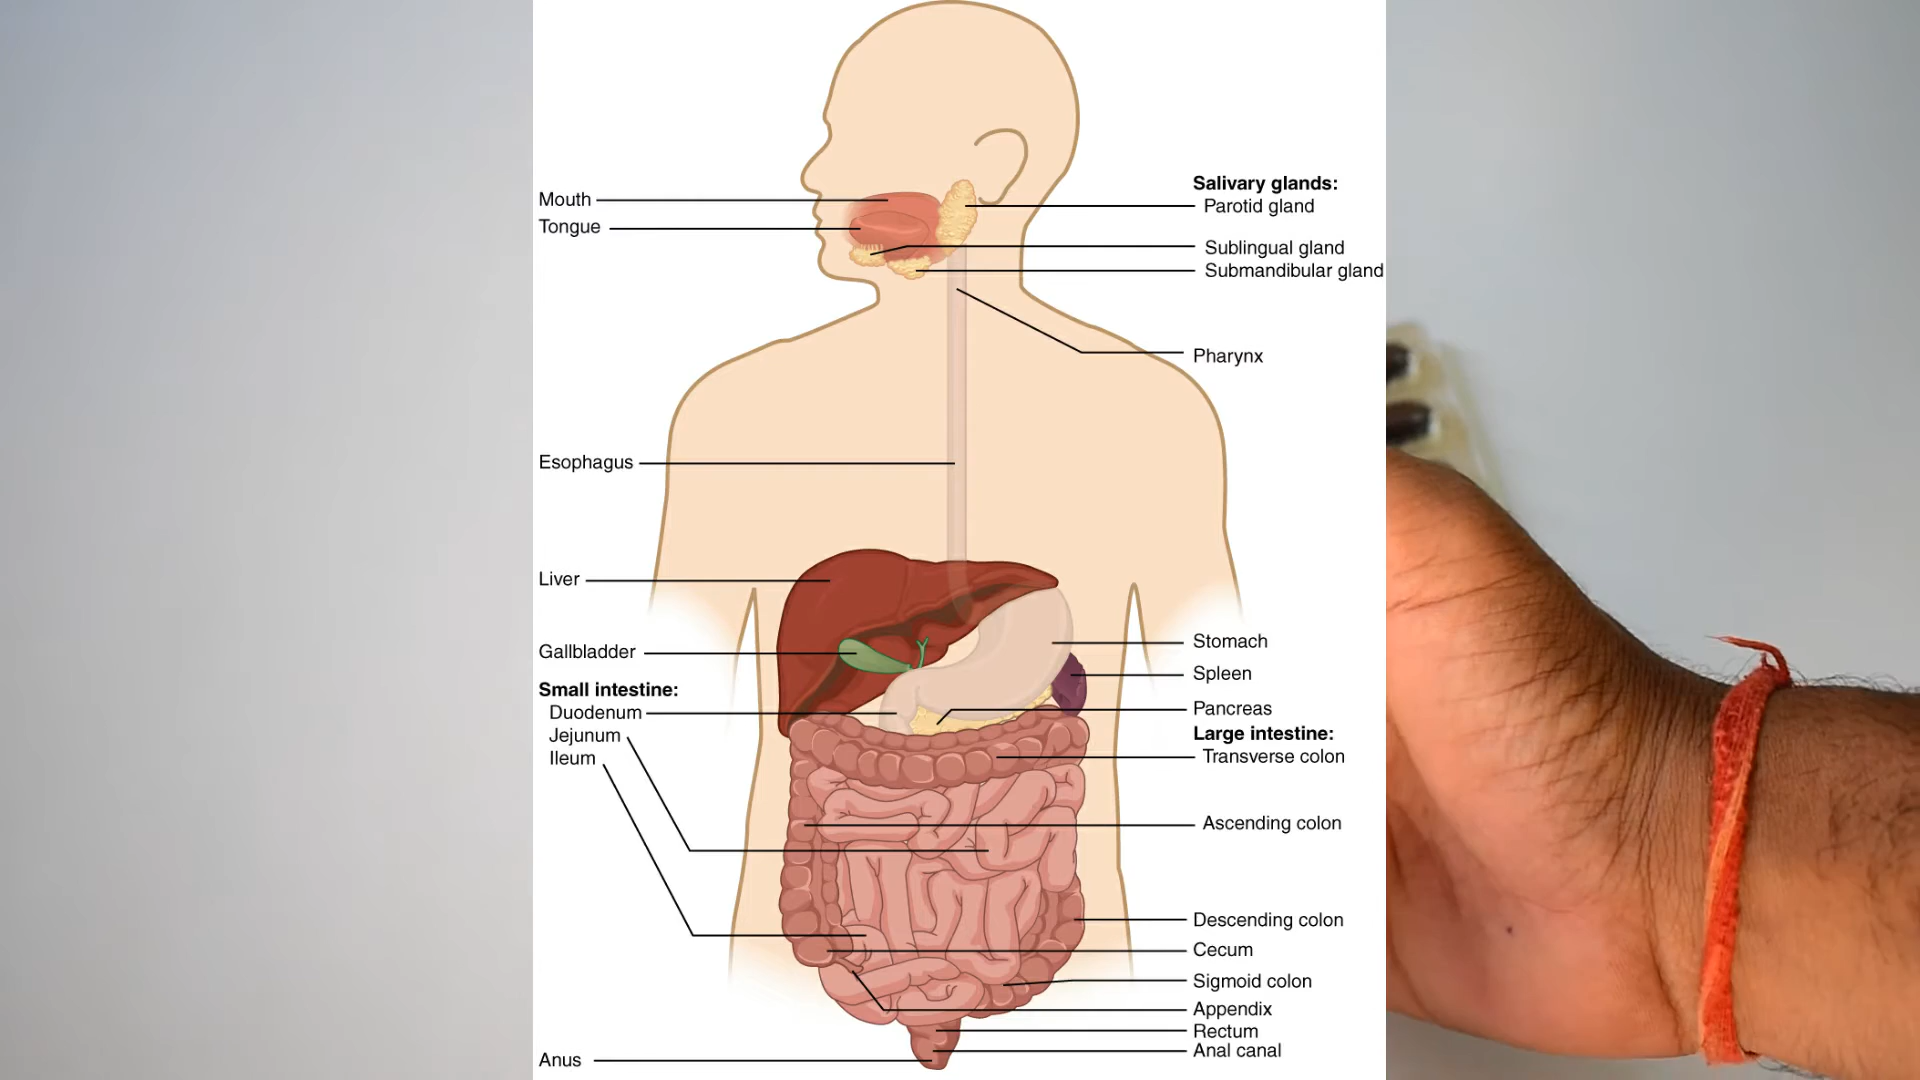 Mouth
Tongue
Esophagus
Liver
Gallbladder
Small intestine:
Duodenum
Jejunum
Ileum
Anus
Salivary glands:
Parotid gland
Sublingual gland
Submandibular gland
Pharynx
Stomach
Spleen
Pancreas
Large intestine:
Transverse colon
Ascending colon
Descending colon
Cecum
Sigmoid colon
Appendix
Rectum
Anal canal